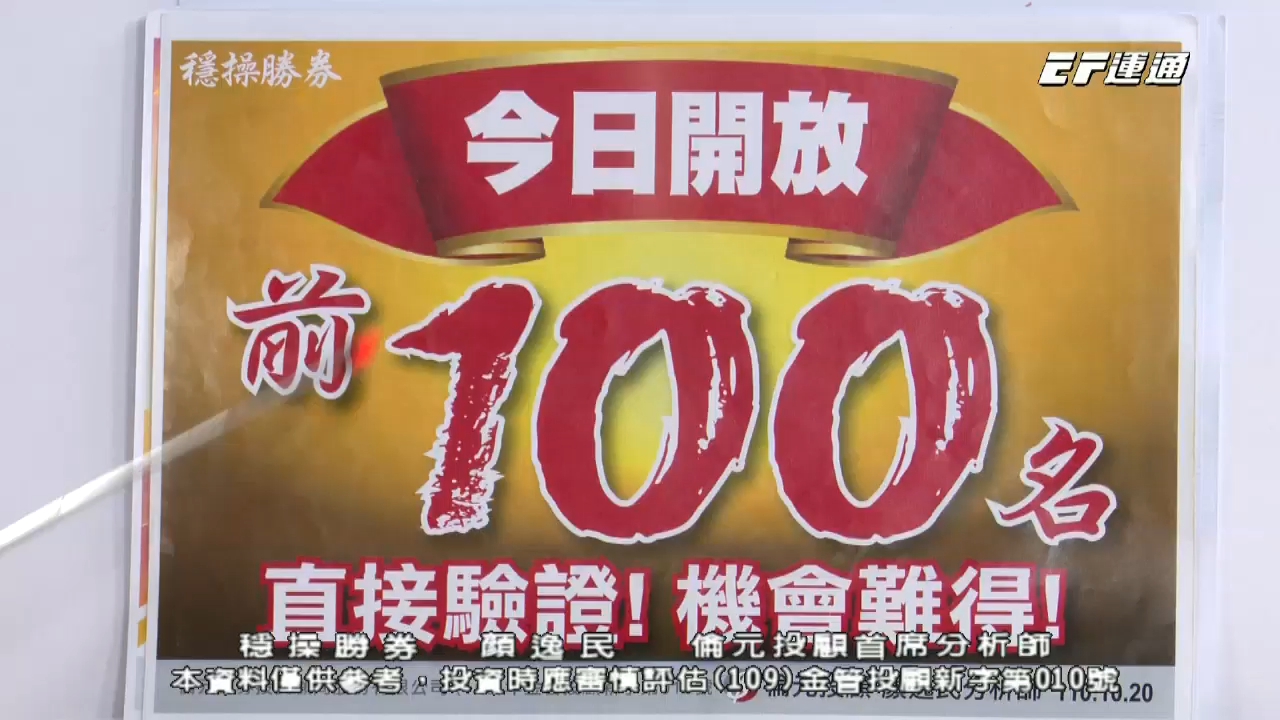 穩操勝券
EF運通
今日開放
前100名
直接驗證!機會難得!
穩操勝券 顏逸民 倫元投顧首席分析師
本資料僅供參考,投資時應審慎評估(109)金管投顧新字第010號
.20